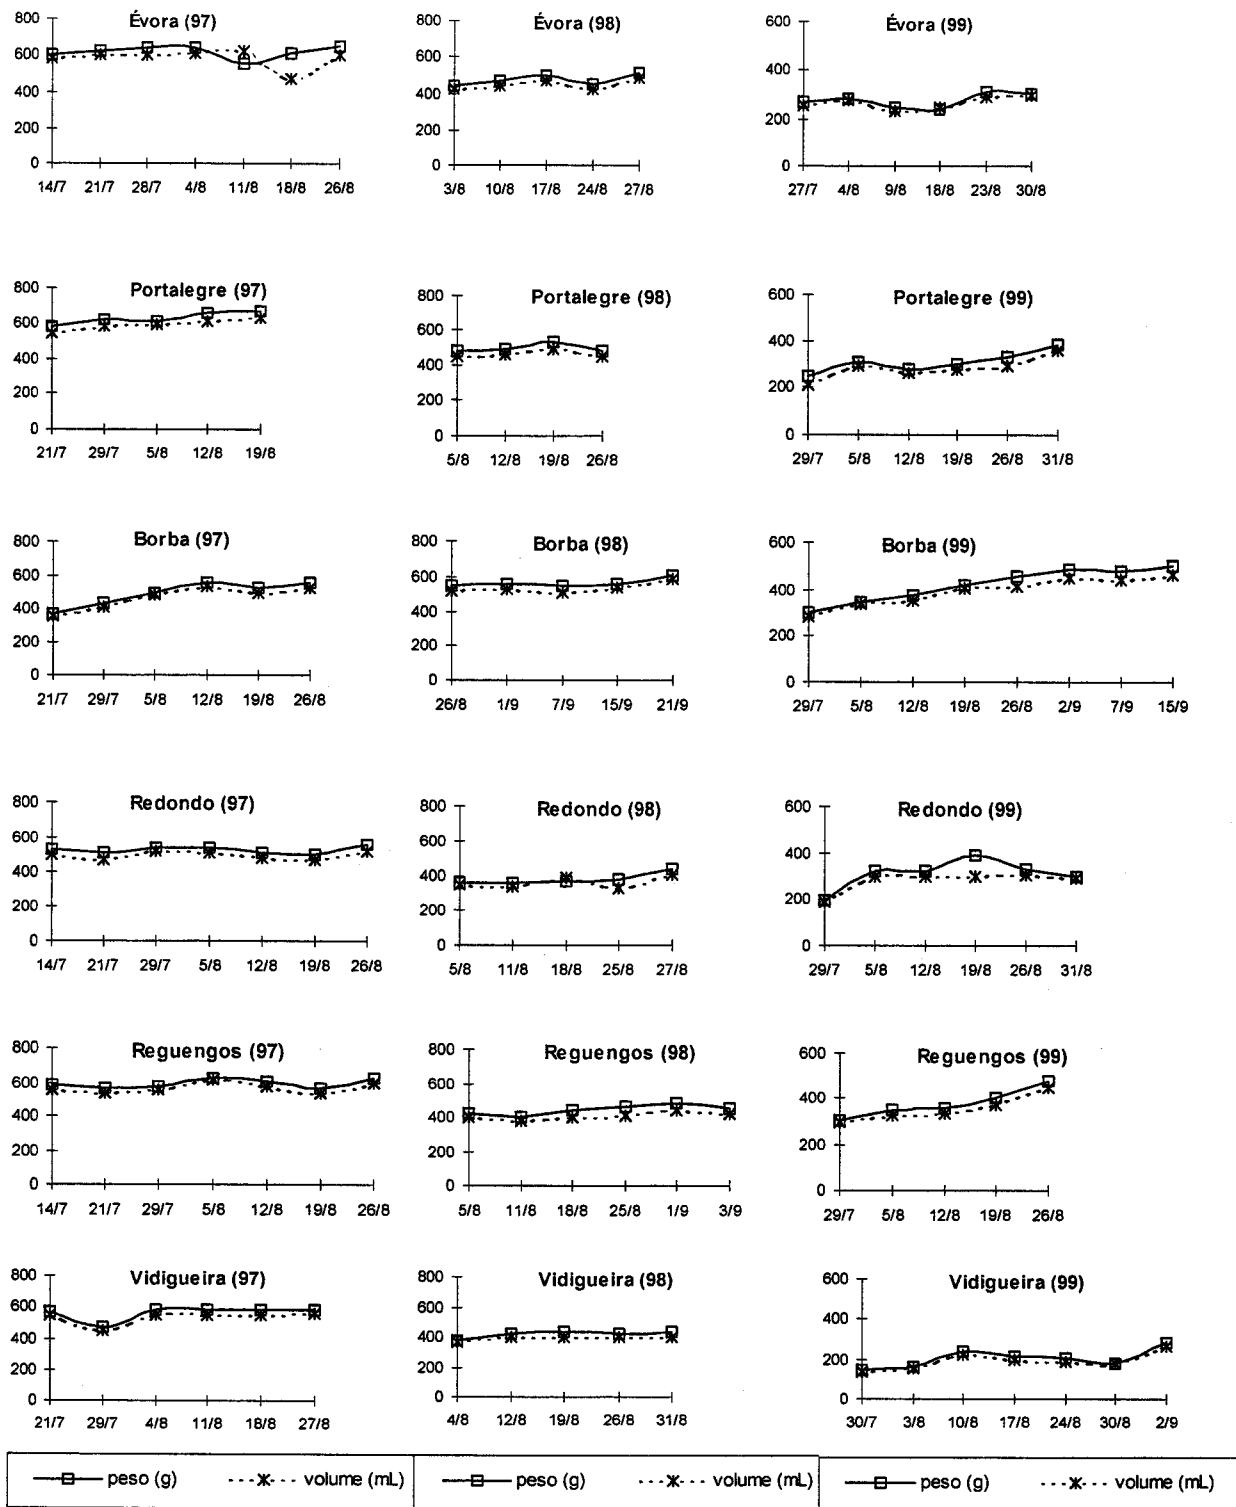 Évora (97)
800
600
400
200
0
14/7 21/7 28/7 4/8 11/8 18/8 26/8
Évora (98)
800
600
400
200
0
3/8 10/8 17/8 24/8 27/8
Évora (99)
600
400
200
0
27/7 4/8 9/8 18/8 23/8 30/8
Portalegre (97)
800
600
400
200
0
21/7 29/7 5/8 12/8 19/8
Portalegre (98)
800
600
400
200
0
5/8 12/8 19/8 26/8
Portalegre (99)
600
400
200
0
29/7 5/8 12/8 19/8 26/8 31/8
Borba (97)
800
600
400
200
0
21/7 29/7 5/8 12/8 19/8 26/8
Borba (98)
800
600
400
200
0
26/8 1/9 7/9 15/9 21/9
Borba (99)
600
400
200
0
29/7 5/8 12/8 19/8 26/8 2/9 7/9 15/9
Redondo (97)
800
600
400
200
0
14/7 21/7 29/7 5/8 12/8 19/8 26/8
Redondo (98)
800
600
400
200
0
5/8 11/8 18/8 25/8 27/8
Redondo (99)
600
400
200
0
29/7 5/8 12/8 19/8 26/8 31/8
Reguengos (97)
800
600
400
200
0
14/7 21/7 29/7 5/8 12/8 19/8 26/8
Reguengos (98)
800
600
400
200
0
5/8 11/8 18/8 25/8 1/9 3/9
Reguengos (99)
600
400
200
0
29/7 5/8 12/8 19/8 26/8
Vidigueira (97)
800
600
400
200
0
21/7 29/7 4/8 11/8 18/8 27/8
Vidigueira (98)
800
600
400
200
0
4/8 12/8 19/8 26/8 31/8
Vidigueira (99)
600
400
200
0
30/7 3/8 10/8 17/8 24/8 30/8 2/9
peso (g) volume (mL)
peso (g) volume (mL)
peso (g) volume (mL)